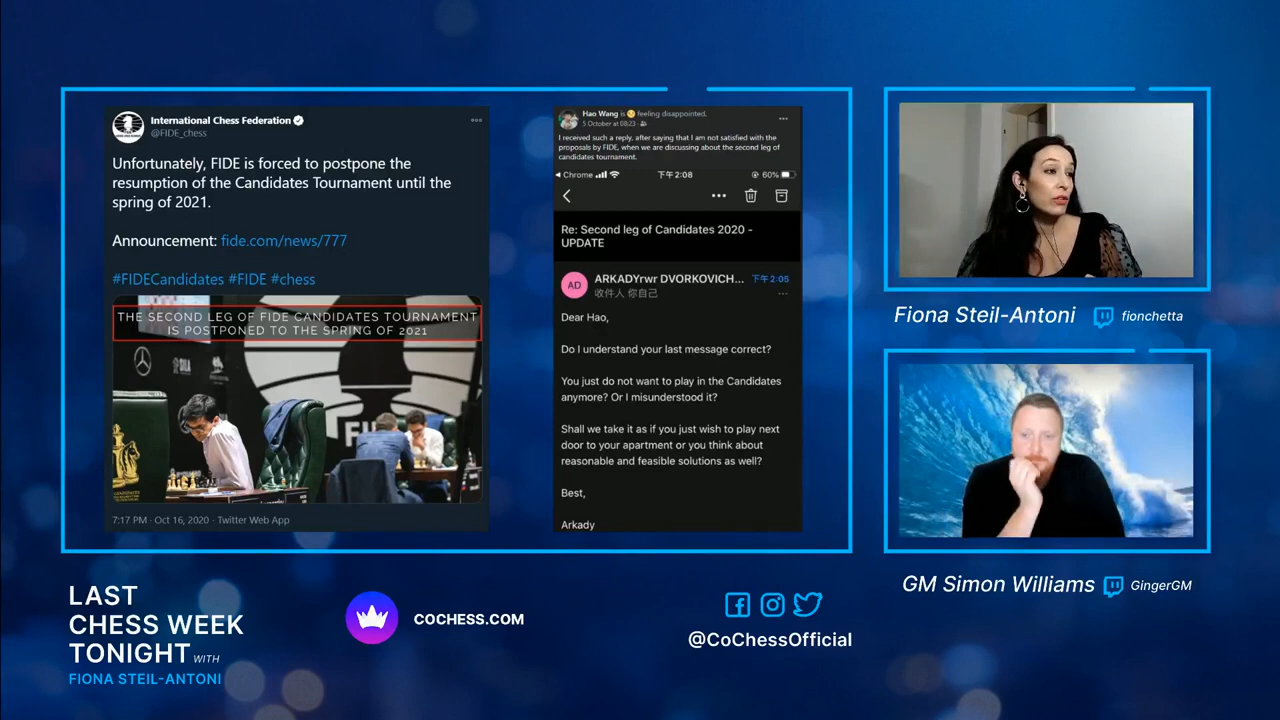 International Chess Federation
@FIDE_chess
Unfortunately, FIDE is forced to postpone the
resumption of the Candidates Tournament until the
spring of 2021.
Announcement: fide.com/news/777
#FIDECandidates #FIDE #chess
THE SECOND LEG OF FIDE CANDIDATES TOURNAMENT
IS POSTPONED TO THE SPRING OF 2021
7:17 PM · Oct 16, 2020 · Twitter Web App
Hao Wang is feeling disappointed.
5 October at 08:23
I received such a reply, after saying that I am not satisfied with the
proposals by FIDE, when we are discussing about the second leg of
candidates tournament.
Chrome 下午2:08 60%
Re: Second leg of Candidates 2020 -
UPDATE
AD
ARKADYrwr DVORKOVICH... 下午2:05
收件人 你自己
Dear Hao,
Do I understand your last message correct?
You just do not want to play in the Candidates
anymore? Or I misunderstood it?
Shall we take it as if you just wish to play next
door to your apartment or you think about
reasonable and feasible solutions as well?
Best,
Arkady
Fiona Steil-Antoni fionchetta
GM Simon Williams GingerGM
LAST
CHESS WEEK
TONIGHT WITH
FIONA STEIL-ANTONI
COCHESS.COM
@CoChessOfficial